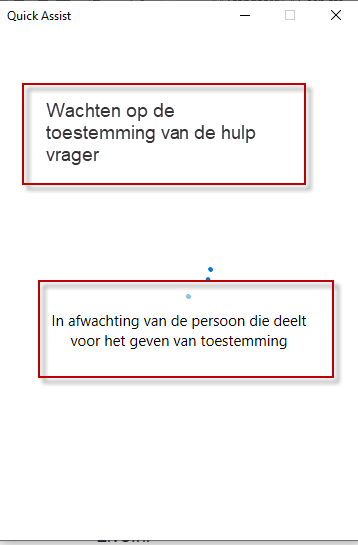 Quick Assist
Wachten op de
toestemming van de hulp
vrager
In afwachting van de persoon die deelt
voor het geven van toestemming